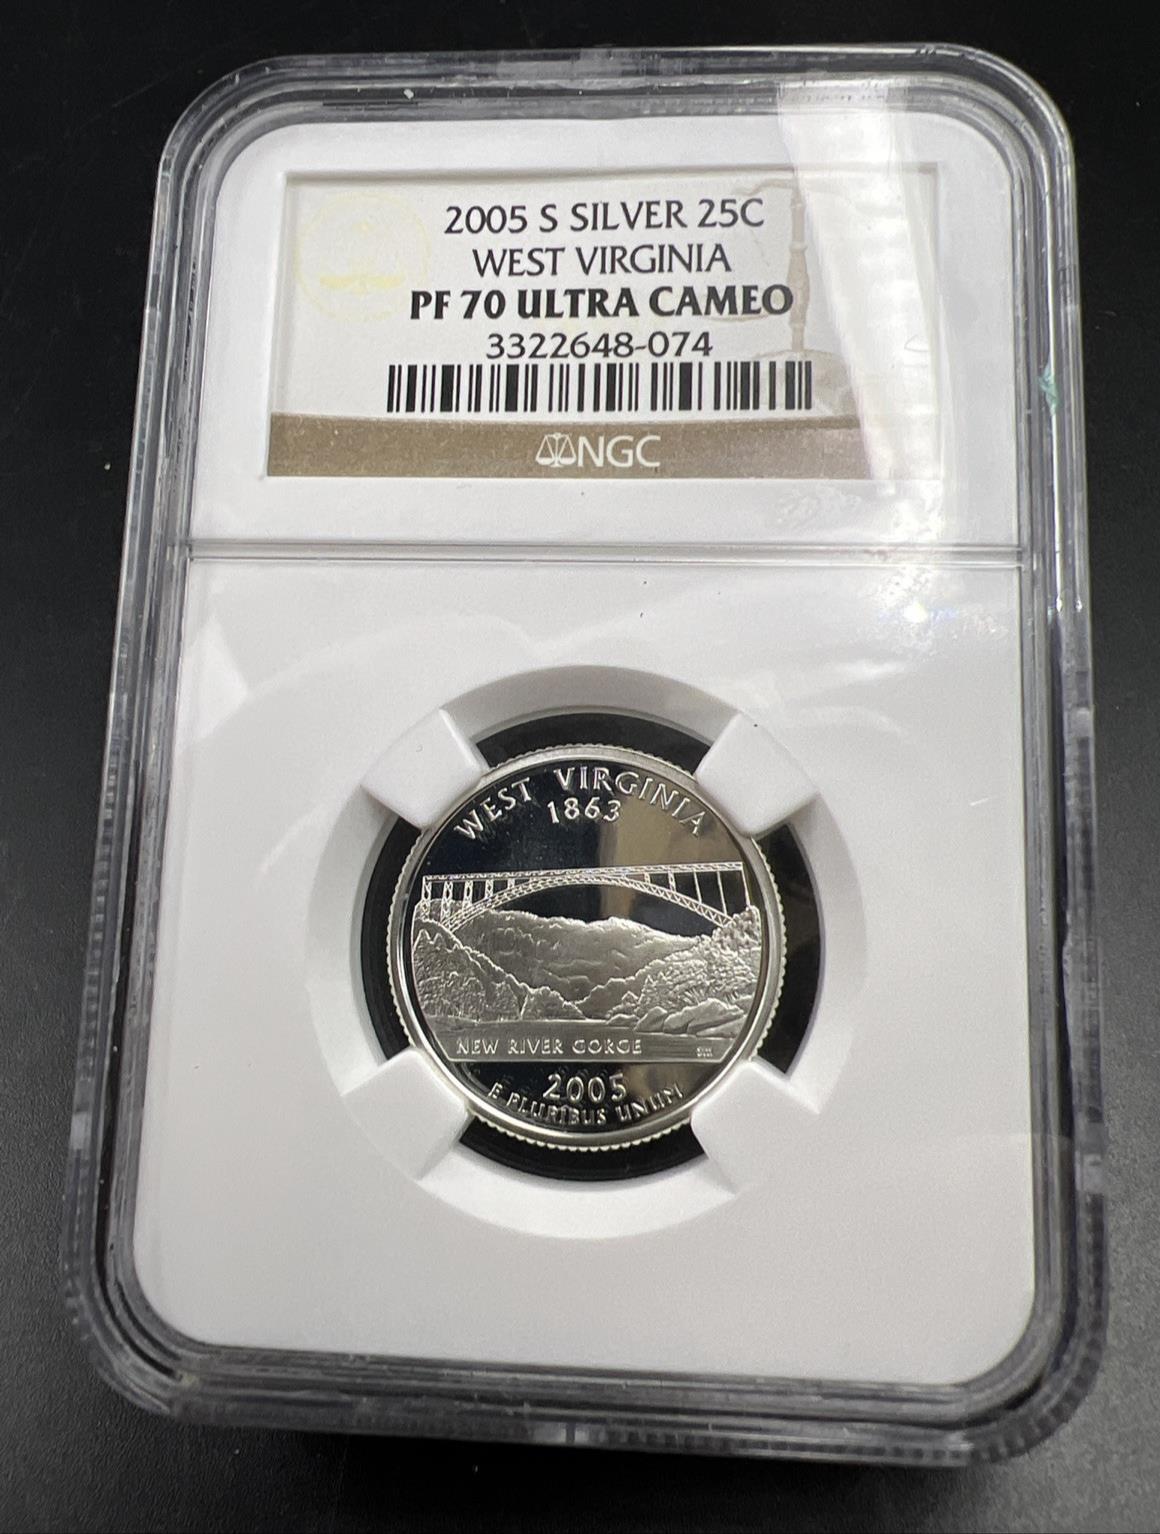 2005 S SILVER 25C
WEST VIRGINIA
PF 70 ULTRA CAMEO
3322648-074
NGC
WEST VIRGINIA
1863
NEW RIVER GORGE
2005
E PLURIBUS UNUM